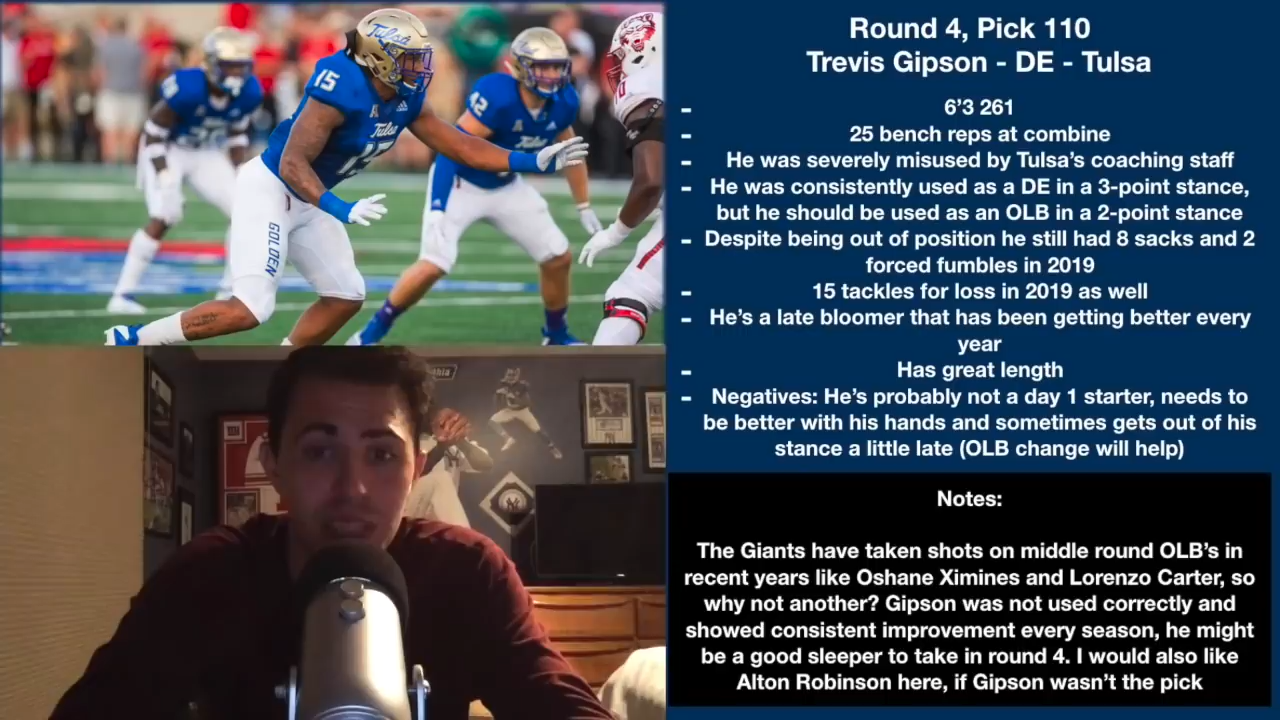 Round 4, Pick 110
Trevis Gipson - DE - Tulsa
- 6’3 261
- 25 bench reps at combine
- He was severely misused by Tulsa’s coaching staff
- He was consistently used as a DE in a 3-point stance,
but he should be used as an OLB in a 2-point stance
- Despite being out of position he still had 8 sacks and 2
forced fumbles in 2019
- 15 tackles for loss in 2019 as well
- He’s a late bloomer that has been getting better every
year
- Has great length
- Negatives: He’s probably not a day 1 starter, needs to
be better with his hands and sometimes gets out of his
stance a little late (OLB change will help)
Notes:
The Giants have taken shots on middle round OLB’s in
recent years like Oshane Ximines and Lorenzo Carter, so
why not another? Gipson was not used correctly and
showed consistent improvement every season, he might
be a good sleeper to take in round 4. I would also like
Alton Robinson here, if Gipson wasn’t the pick
Tulsa
15
42
Tulsa
15
GOLDEN